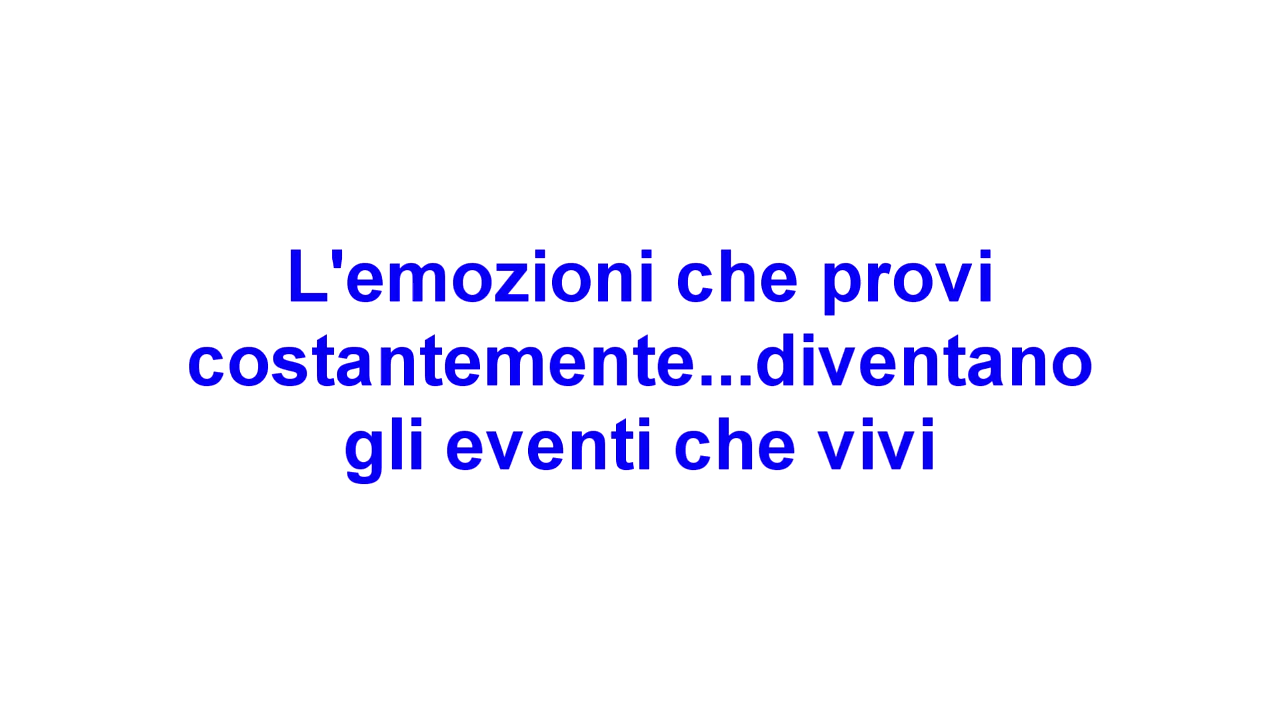 L'emozioni che provi
costantemente...diventano
gli eventi che vivi